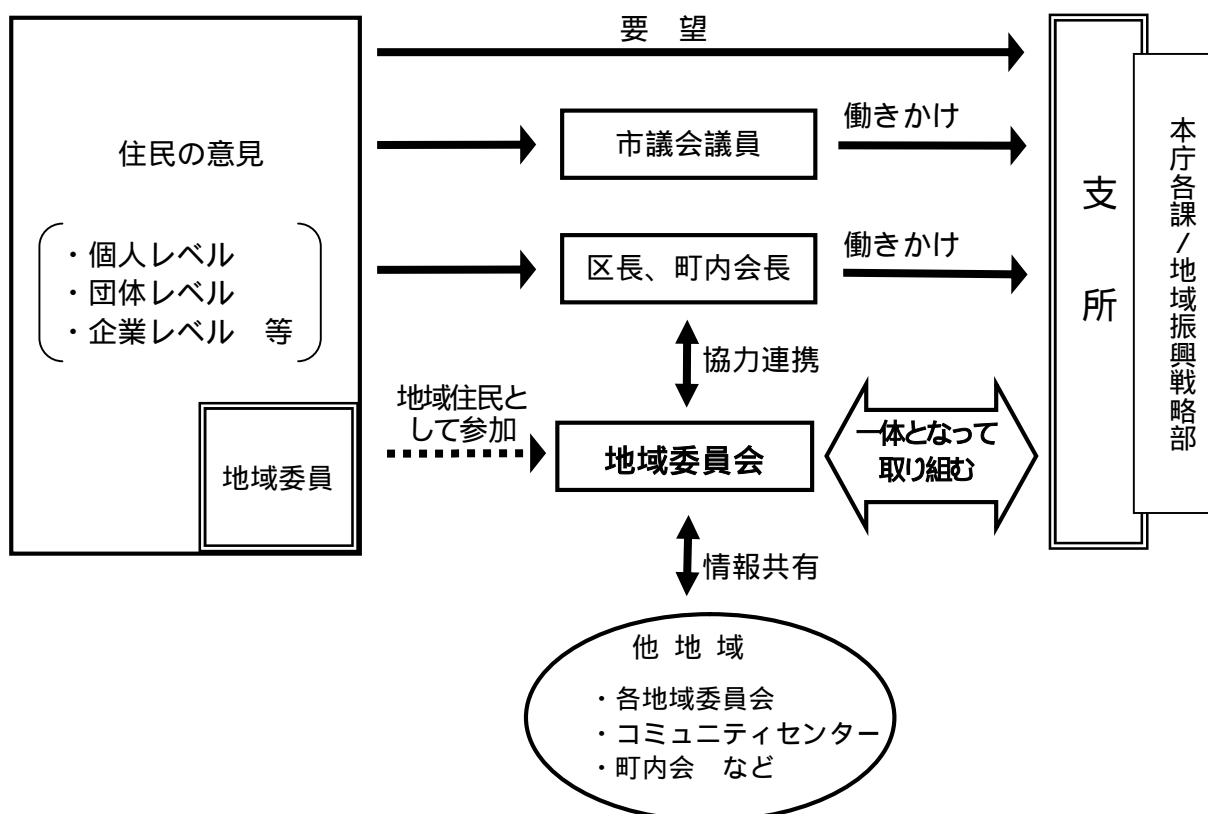 要　望
住民の意見
・個人レベル
・団体レベル
・企業レベル　等
地域委員
市議会議員
働きかけ
区長、町内会長
働きかけ
協力連携
地域住民と
して参加
地域委員会
一体となって
取り組む
情報共有
他 地 域
・各地域委員会
・コミュニティセンター
・町内会　など
支　所
本庁各課/地域振興戦略部